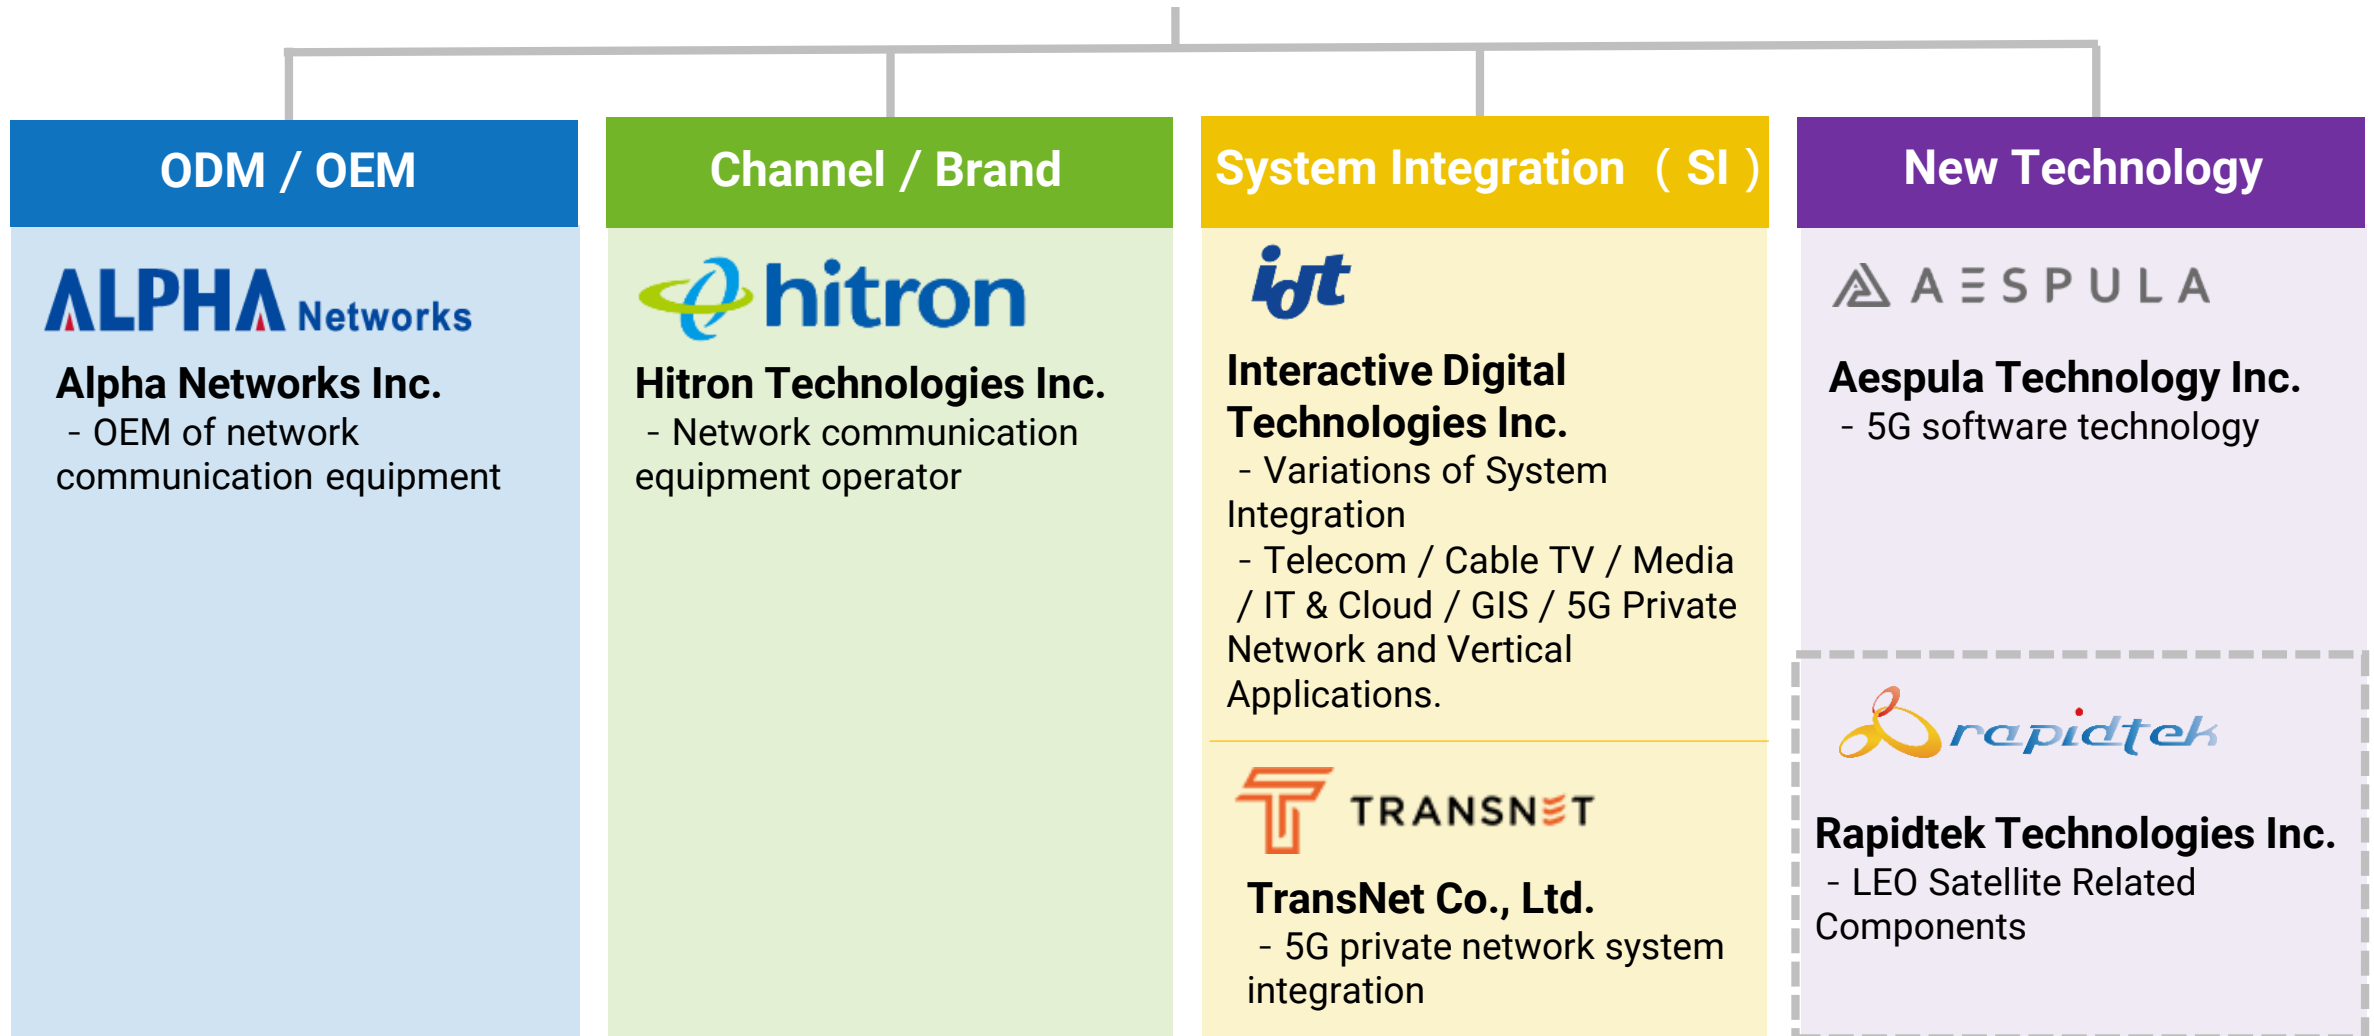 ODM / OEM
ALPHA Networks
Alpha Networks Inc.
- OEM of network
communication equipment
Channel / Brand
hitron
Hitron Technologies Inc.
- Network communication
equipment operator
System Integration ( SI )
idt
Interactive Digital
Technologies Inc.
- Variations of System
Integration
- Telecom / Cable TV / Media
/ IT & Cloud / GIS / 5G Private
Network and Vertical
Applications.
TRANSNET
TransNet Co., Ltd.
- 5G private network system
integration
New Technology
AESPULA
Aespula Technology Inc.
- 5G software technology
rapidtek
Rapidtek Technologies Inc.
- LEO Satellite Related
Components